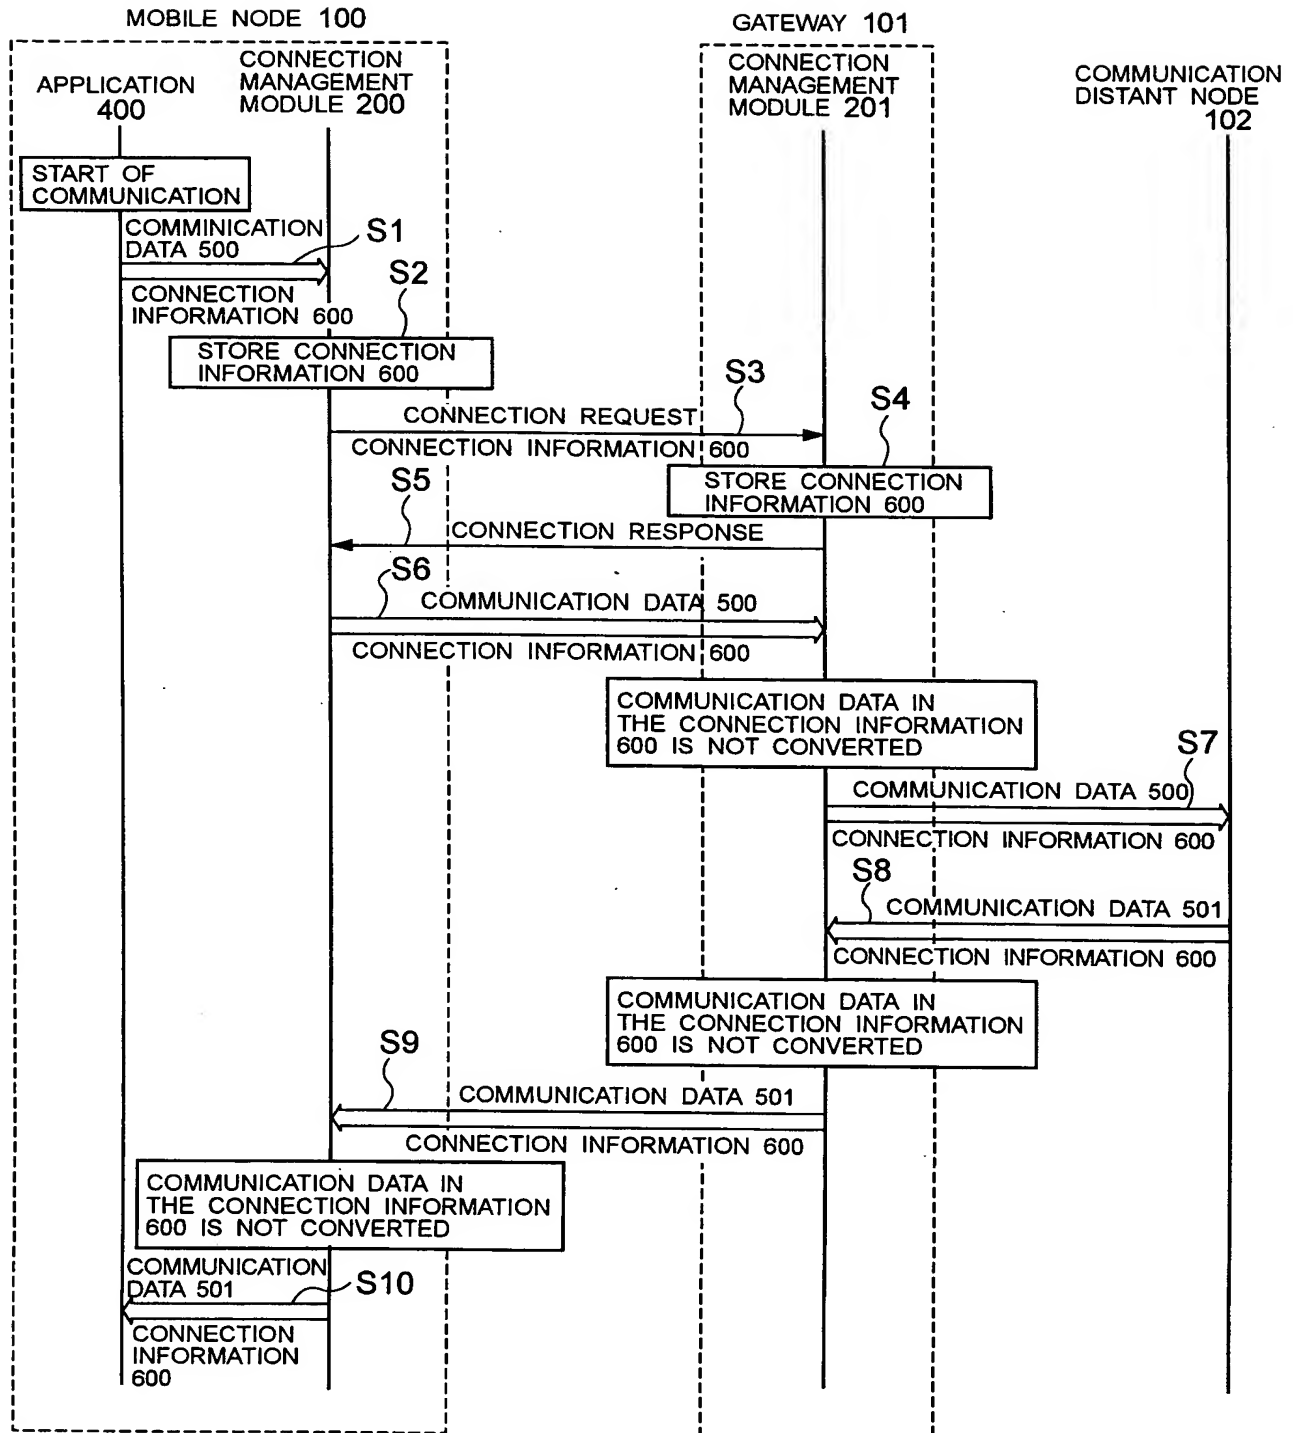 MOBILE NODE 100
GATEWAY 101
APPLICATION
400
CONNECTION
MANAGEMENT
MODULE 200
CONNECTION
MANAGEMENT
MODULE 201
COMMUNICATION
DISTANT NODE
102
START OF
COMMUNICATION
COMMINICATION
DATA 500
S1
CONNECTION
INFORMATION 600
S2
STORE CONNECTION
INFORMATION 600
S3
CONNECTION REQUEST
CONNECTION INFORMATION 600
S4
STORE CONNECTION
INFORMATION 600
S5
CONNECTION RESPONSE
S6
COMMUNICATION DATA 500
CONNECTION INFORMATION 600
COMMUNICATION DATA IN
THE CONNECTION INFORMATION
600 IS NOT CONVERTED
S7
COMMUNICATION DATA 500
CONNECTION INFORMATION 600
S8
COMMUNICATION DATA 501
CONNECTION INFORMATION 600
COMMUNICATION DATA IN
THE CONNECTION INFORMATION
600 IS NOT CONVERTED
S9
COMMUNICATION DATA 501
CONNECTION INFORMATION 600
COMMUNICATION DATA IN
THE CONNECTION INFORMATION
600 IS NOT CONVERTED
COMMUNICATION
DATA 501
S10
CONNECTION
INFORMATION
600